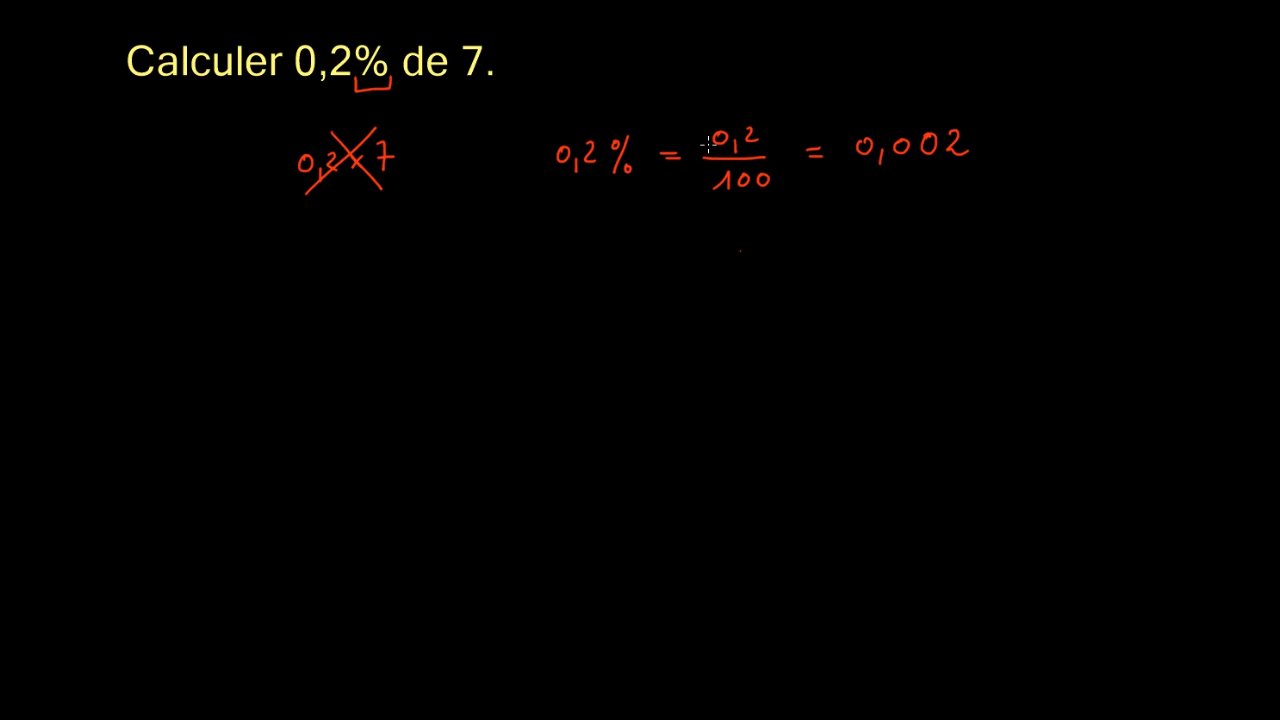 Calculer 0,2% de 7.
0,2 × 7
0,2 % = 0,2/100 = 0,002